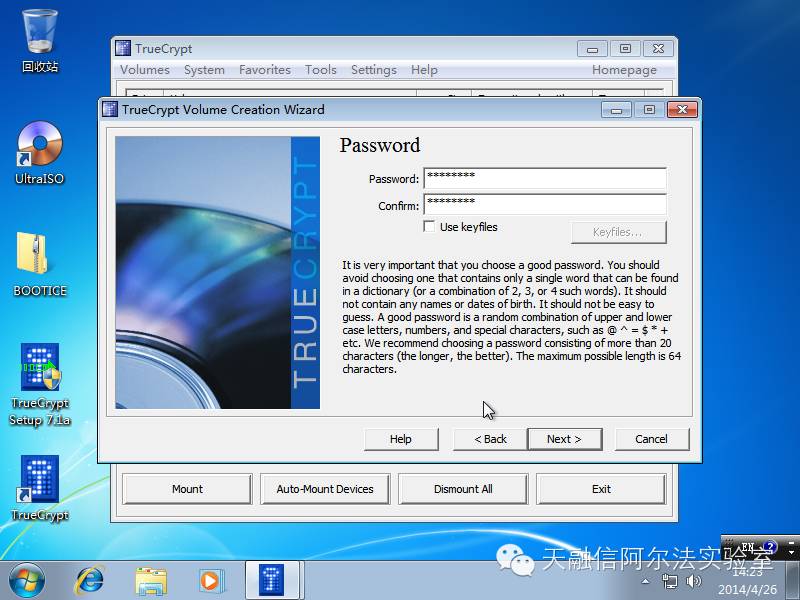 回收站
UltraISO
BOOTICE
TrueCrypt
Setup 7.1a
TrueCrypt
TrueCrypt
Volumes System Favorites Tools Settings Help Homepage
TrueCrypt Volume Creation Wizard
TRUECRYPT
Password
Password: ********
Confirm: ********
Use keyfiles
Keyfiles...
It is very important that you choose a good password. You should
avoid choosing one that contains only a single word that can be found
in a dictionary (or a combination of 2, 3, or 4 such words). It should
not contain any names or dates of birth. It should not be easy to
guess. A good password is a random combination of upper and lower
case letters, numbers, and special characters, such as @ ^ = $ * +
etc. We recommend choosing a password consisting of more than 20
characters (the longer, the better). The maximum possible length is 64
characters.
Help < Back Next > Cancel
Mount Auto-Mount Devices Dismount All Exit
EN
天融信阿尔法实验室
14:23
2014/4/26